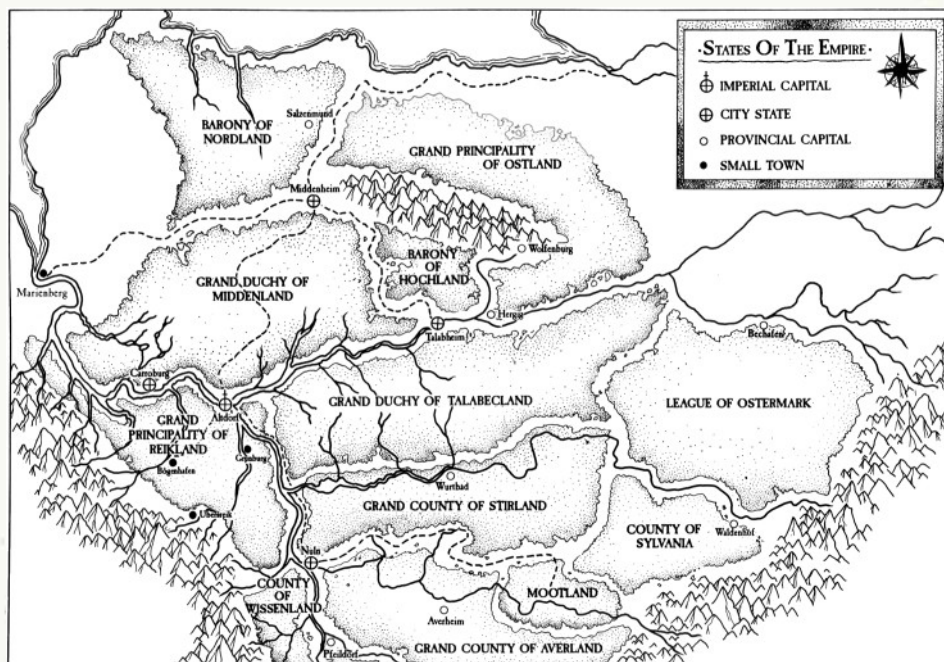 ·STATES OF THE EMPIRE·
IMPERIAL CAPITAL
CITY STATE
PROVINCIAL CAPITAL
SMALL TOWN
Salzenmund
BARONY OF
NORDLAND
GRAND PRINCIPALITY
OF OSTLAND
Middenheim
Wolfenburg
BARONY
OF
HOCHLAND
GRAND DUCHY OF
MIDDENLAND
Marienberg
Hergig
Talabheim
Bechafen
Carroburg
Altdorf
GRAND DUCHY OF TALABECLAND
LEAGUE OF OSTERMARK
GRAND
PRINCIPALITY OF
REIKLAND
Grünburg
Bögenhafen
Wurtbad
GRAND COUNTY OF STIRLAND
Ubersreik
COUNTY OF
SYLVANIA
Waldenhof
Nuln
COUNTY
OF
WISSENLAND
MOOTLAND
Averheim
Pfeildorf
GRAND COUNTY OF AVERLAND